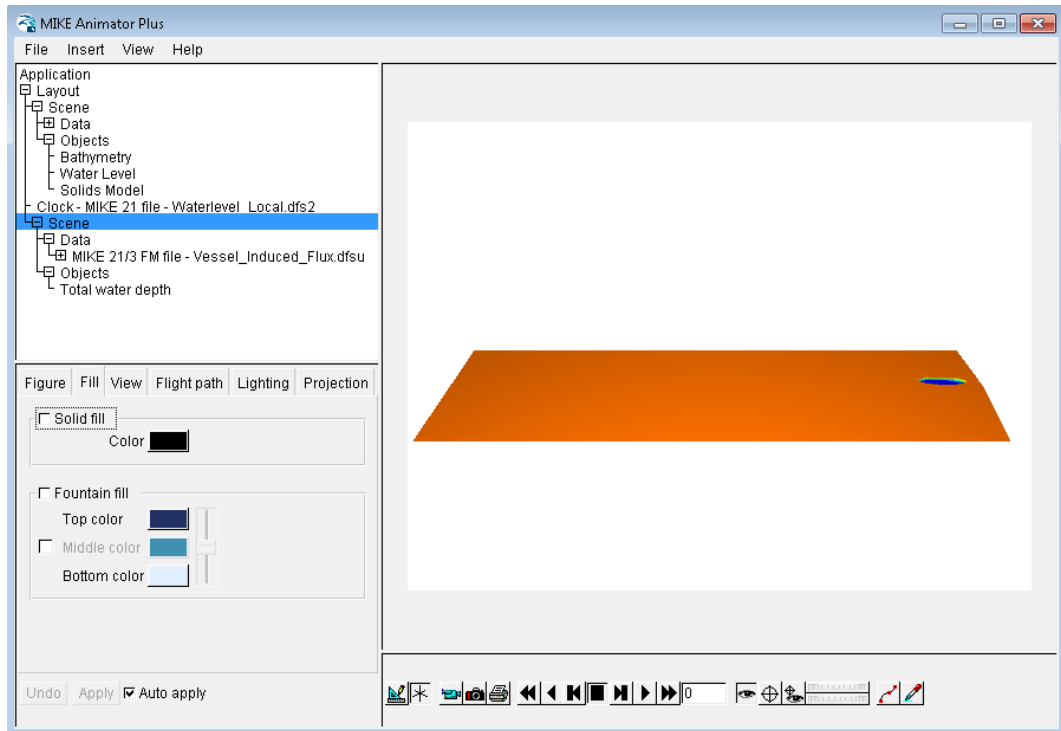 MIKE Animator Plus
File Insert View Help
Application
Layout
Scene
Data
Objects
Bathymetry
Water Level
Solids Model
Clock - MIKE 21 file - Waterlevel_Local.dfs2
Scene
Data
MIKE 21/3 FM file - Vessel_Induced_Flux.dfsu
Objects
Total water depth
Figure Fill View Flight path Lighting Projection
Solid fill
Color
Fountain fill
Top color
Middle color
Bottom color
Undo Apply Auto apply
0